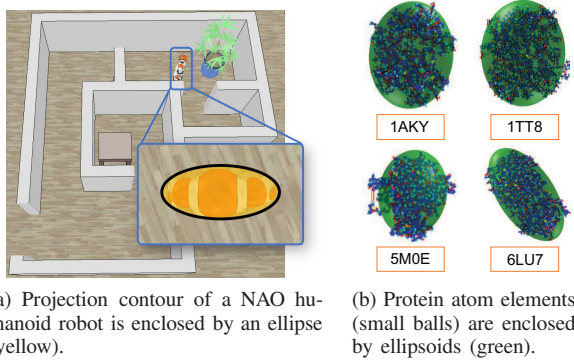 1AKY
1TT8
5M0E
6LU7
a) Projection contour of a NAO hu-
manoid robot is enclosed by an ellipse
yellow).
(b) Protein atom elements
(small balls) are enclosed
by ellipsoids (green).